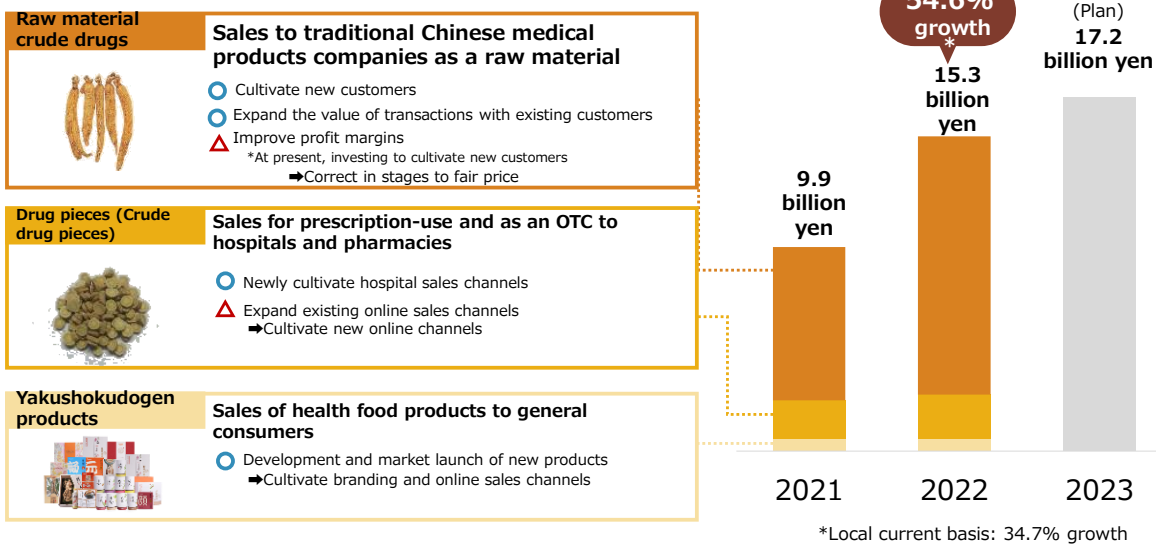 Raw material
crude drugs
Sales to traditional Chinese medical
products companies as a raw material
Cultivate new customers
Expand the value of transactions with existing customers
Improve profit margins
*At present, investing to cultivate new customers
➡Correct in stages to fair price
Drug pieces (Crude
drug pieces)
Sales for prescription-use and as an OTC to
hospitals and pharmacies
Newly cultivate hospital sales channels
Expand existing online sales channels
➡Cultivate new online channels
Yakushokudogen
products
Sales of health food products to general
consumers
Development and market launch of new products
➡Cultivate branding and online sales channels
54.6%
growth
*
(Plan)
17.2
billion yen
15.3
billion
yen
9.9
billion
yen
2021
2022
2023
*Local current basis: 34.7% growth